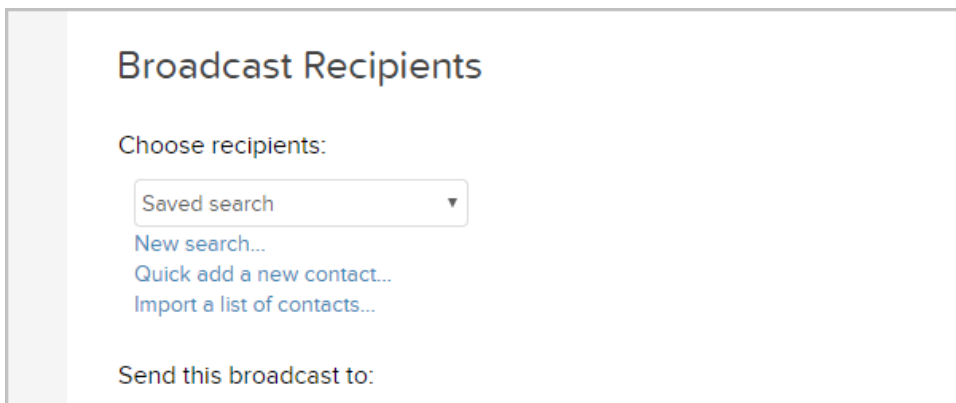 Broadcast Recipients
Choose recipients:
Saved search
New search...
Quick add a new contact...
Import a list of contacts...
Send this broadcast to: